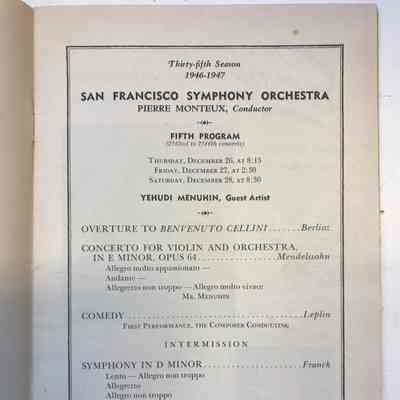 Thirty-fifth Season
1946-1947
SAN FRANCISCO SYMPHONY ORCHESTRA
PIERRE MONTEUX, Conductor
FIFTH PROGRAM
(2342nd to 2344th concerts)
THURSDAY, DECEMBER 26, AT 8:15
FRIDAY, DECEMBER 27, AT 2:30
SATURDAY, DECEMBER 28, AT 8:30
YEHUDI MENUHIN, Guest Artist
OVERTURE TO BENVENUTO CELLINI.......Berlioz
CONCERTO FOR VIOLIN AND ORCHESTRA,
IN E MINOR, OPUS 64.................Mendelssohn
Allegro molto appassionato —
Andante —
Allegretto non troppo — Allegro molto vivace
MR. MENUHIN
COMEDY..............................Leplin
FIRST PERFORMANCE, THE COMPOSER CONDUCTING
INTERMISSION
SYMPHONY IN D MINOR...................Franck
Lento — Allegro non troppo
Allegretto
Allegro non troppo